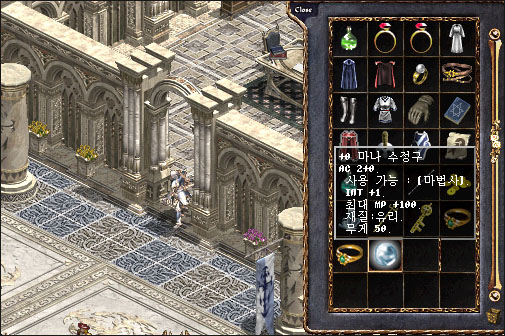 Close
+0 마나 수정구
AC 2+0
사용 가능 : [마법사]
INT +1
최대 MP +100
재질:유리
무게 50